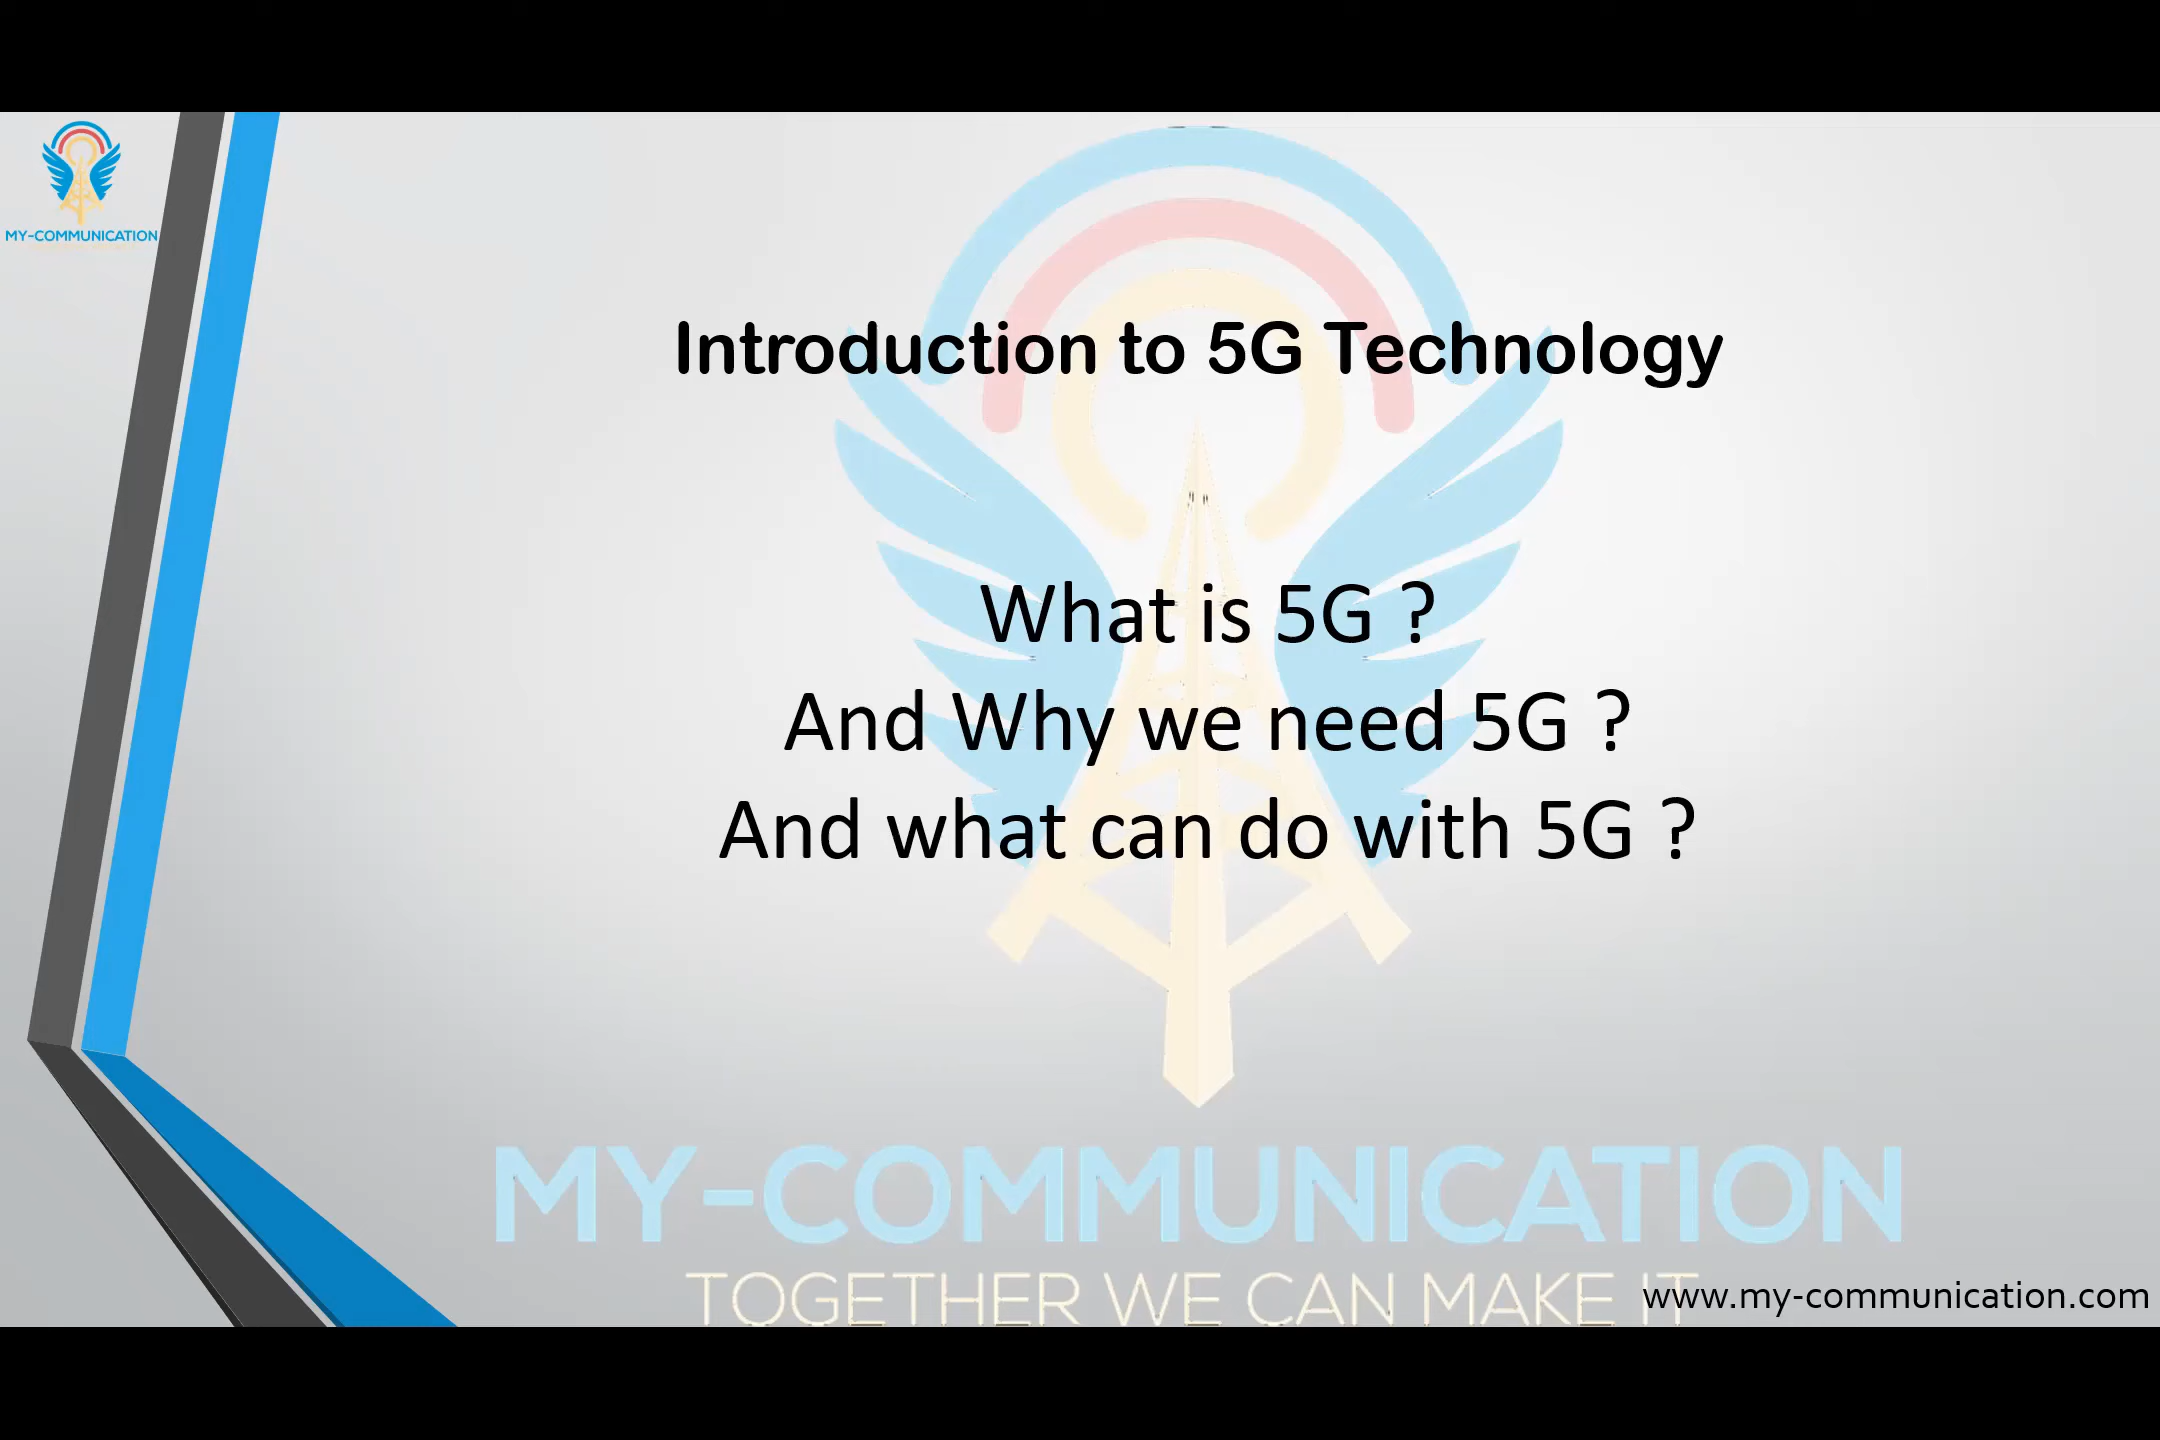 MY-COMMUNICATION
Introduction to 5G Technology
What is 5G ?
And Why we need 5G ?
And what can do with 5G ?
MY-COMMUNICATION
TOGETHER WE CAN MAKE IT
www.my-communication.com